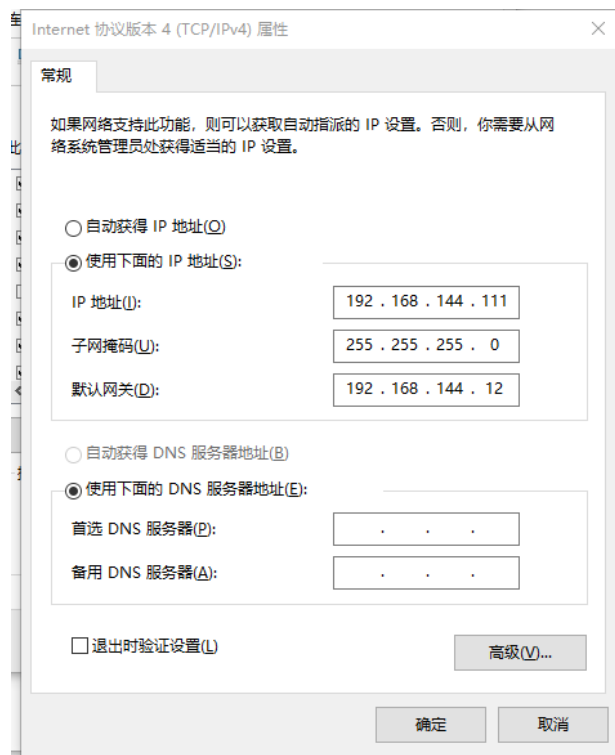 Internet 协议版本 4 (TCP/IPv4) 属性
常规
如果网络支持此功能，则可以获取自动指派的 IP 设置。否则，你需要从网
络系统管理员处获得适当的 IP 设置。
自动获得 IP 地址(O)
使用下面的 IP 地址(S):
IP 地址(I):
192 . 168 . 144 . 111
子网掩码(U):
255 . 255 . 255 . 0
默认网关(D):
192 . 168 . 144 . 12
自动获得 DNS 服务器地址(B)
使用下面的 DNS 服务器地址(E):
首选 DNS 服务器(P):
. . .
备用 DNS 服务器(A):
. . .
退出时验证设置(L)
高级(V)...
确定
取消